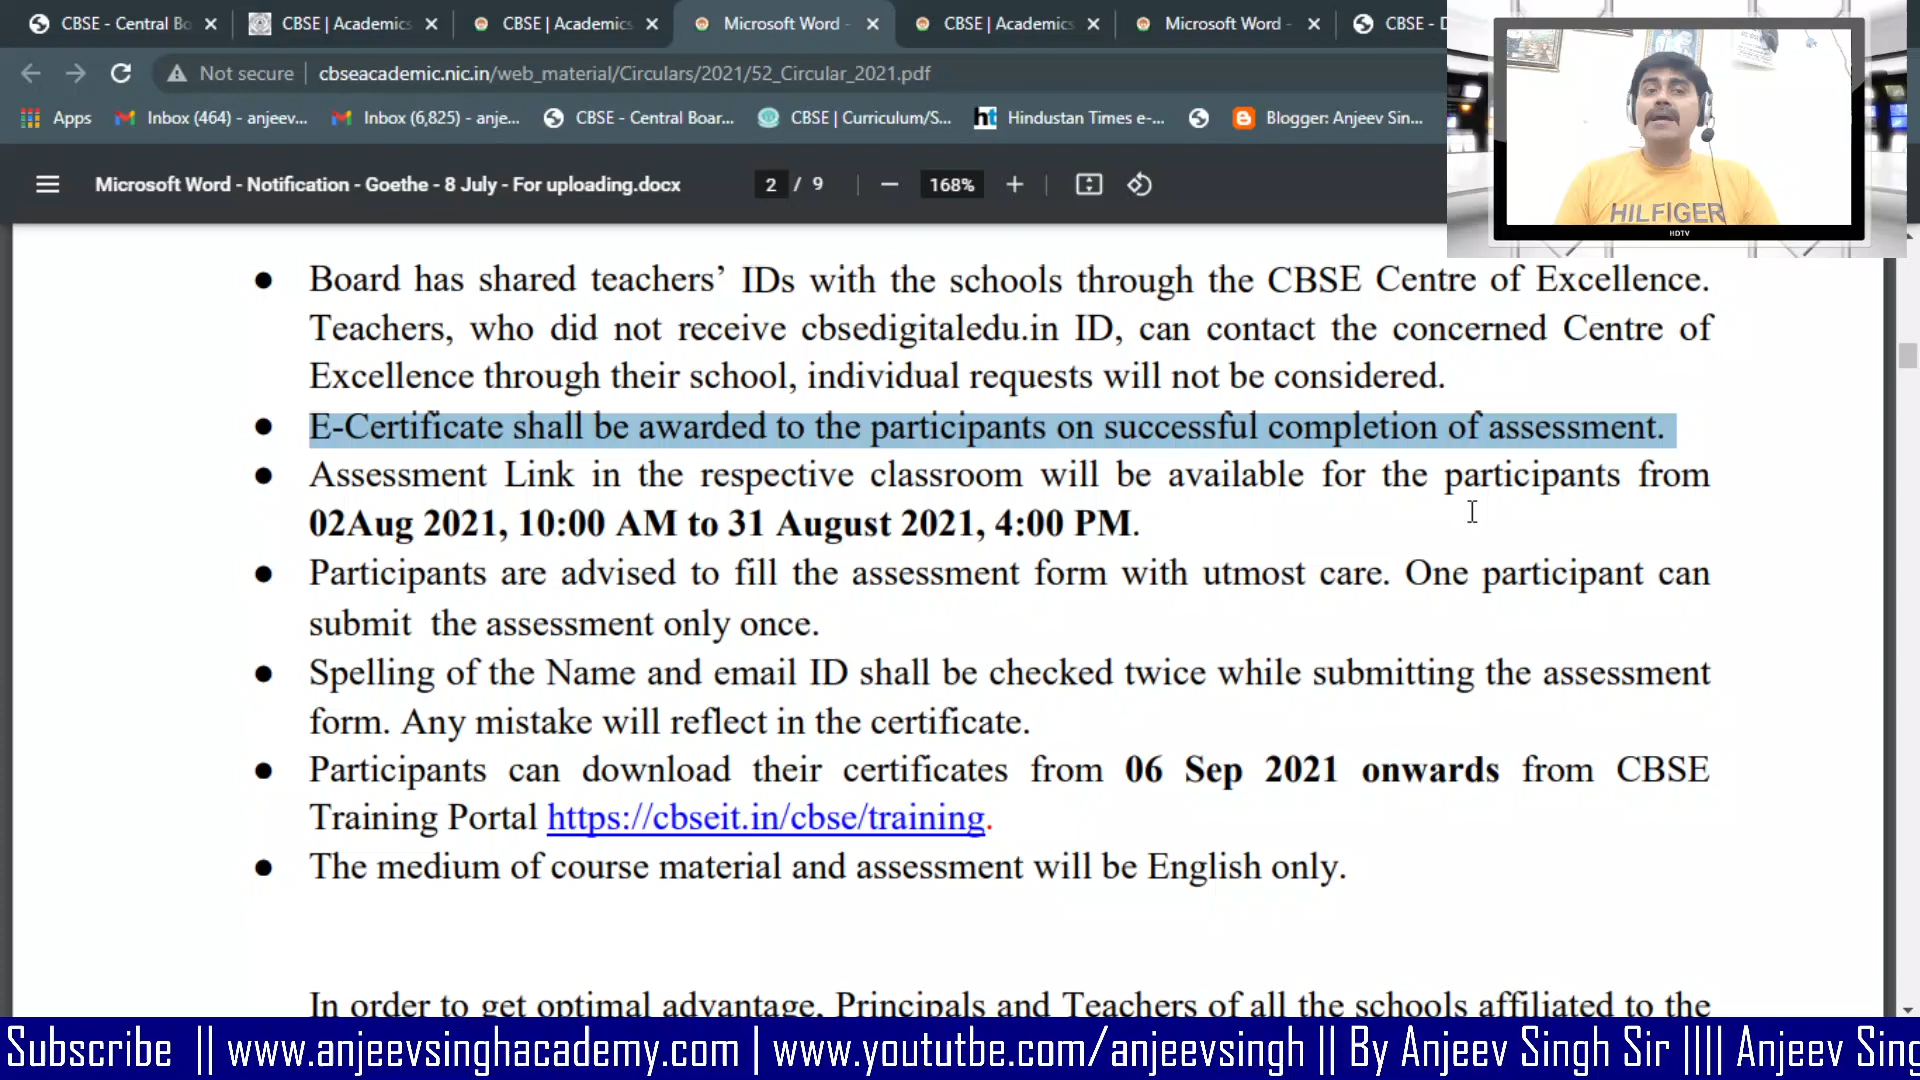 CBSE - Central Bo
CBSE | Academics
CBSE | Academics
Microsoft Word -
CBSE | Academics
Microsoft Word -
CBSE - D
Not secure
cbseacademic.nic.in/web_material/Circulars/2021/52_Circular_2021.pdf
Apps
Inbox (464) - anjeev...
Inbox (6,825) - anje...
CBSE - Central Boar...
CBSE | Curriculum/S...
ht
Hindustan Times e-...
Blogger: Anjeev Sin...
HILFIGER
HDTV
Microsoft Word - Notification - Goethe - 8 July - For uploading.docx
2 / 9
168%
● Board has shared teachers’ IDs with the schools through the CBSE Centre of Excellence.
Teachers, who did not receive cbsedigitaledu.in ID, can contact the concerned Centre of
Excellence through their school, individual requests will not be considered.
● E-Certificate shall be awarded to the participants on successful completion of assessment.
● Assessment Link in the respective classroom will be available for the participants from
02Aug 2021, 10:00 AM to 31 August 2021, 4:00 PM.
● Participants are advised to fill the assessment form with utmost care. One participant can
submit the assessment only once.
● Spelling of the Name and email ID shall be checked twice while submitting the assessment
form. Any mistake will reflect in the certificate.
● Participants can download their certificates from 06 Sep 2021 onwards from CBSE
Training Portal https://cbseit.in/cbse/training.
● The medium of course material and assessment will be English only.
In order to get optimal advantage, Principals and Teachers of all the schools affiliated to the
Subscribe || www.anjeevsinghacademy.com | www.yoututbe.com/anjeevsingh || By Anjeev Singh Sir |||| Anjeev Sing